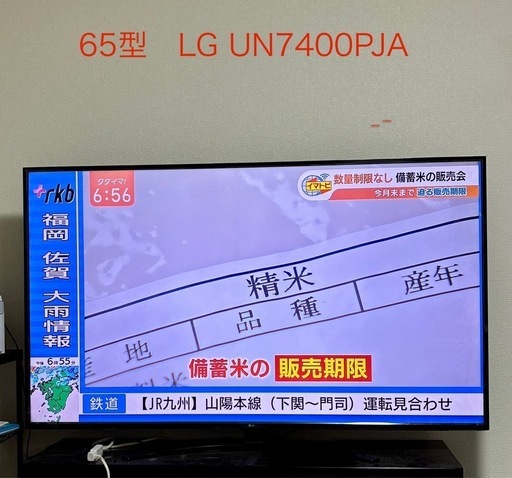 65型 LG UN7400PJA
rkb
タダイマ!
6:56
イマトピ
数量制限なし 備蓄米の販売会
今月末まで 迫る販売期限
福岡 佐賀 大雨情報
午後 6時55分
精米
産年
品種
地
備蓄米の 販売期限
鉄道 【JR九州】山陽本線（下関〜門司）運転見合わせ
LG